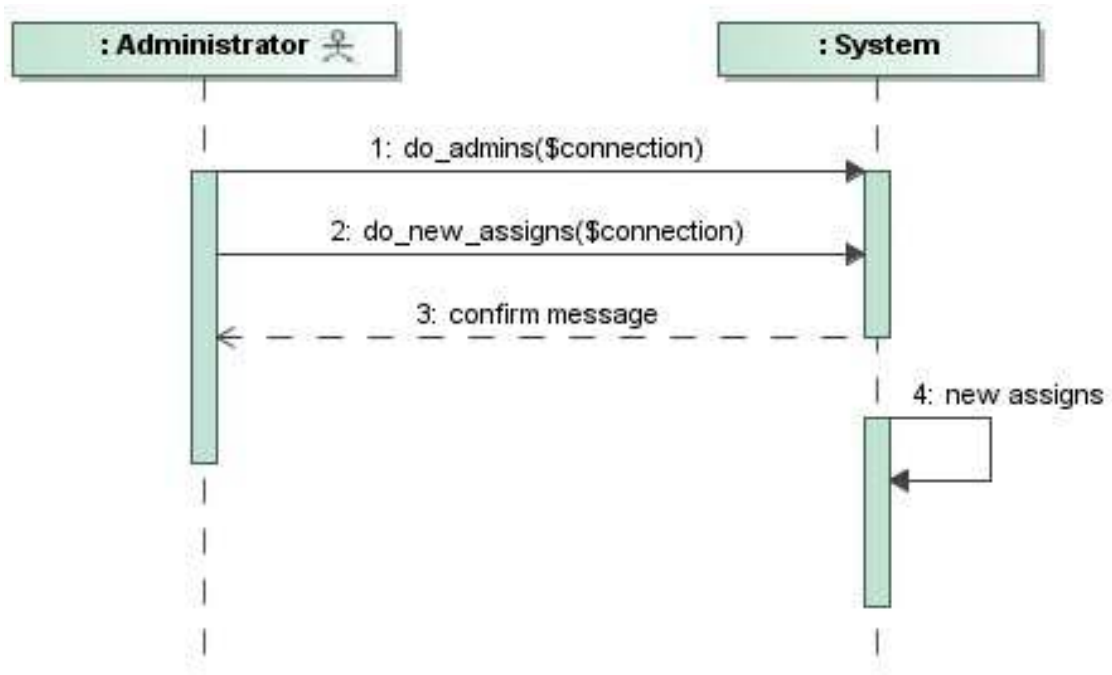 : Administrator
: System
1: do_admins($connection)
2: do_new_assigns($connection)
3: confirm message
4: new assigns